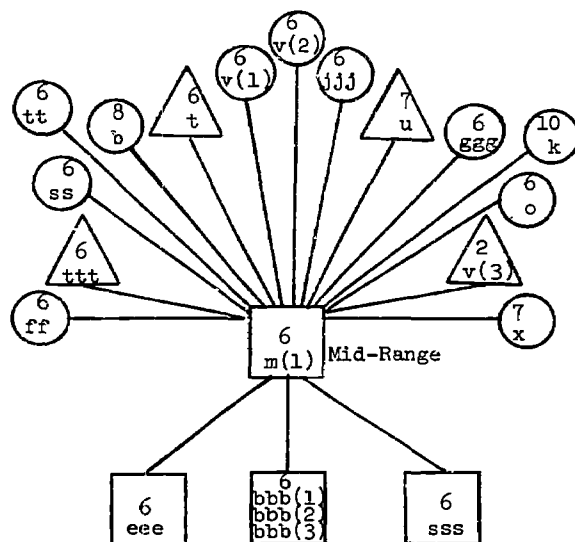 6
v(2)
6
v(1)
6
jjj
6
t
7
u
6
tt
8
b
6
ggg
10
k
6
ss
6
o
6
ttt
2
v(3)
6
ff
7
x
6
m(1)
Mid-Range
6
eee
6
bbb(1)
bbb(2)
bbb(3)
6
sss